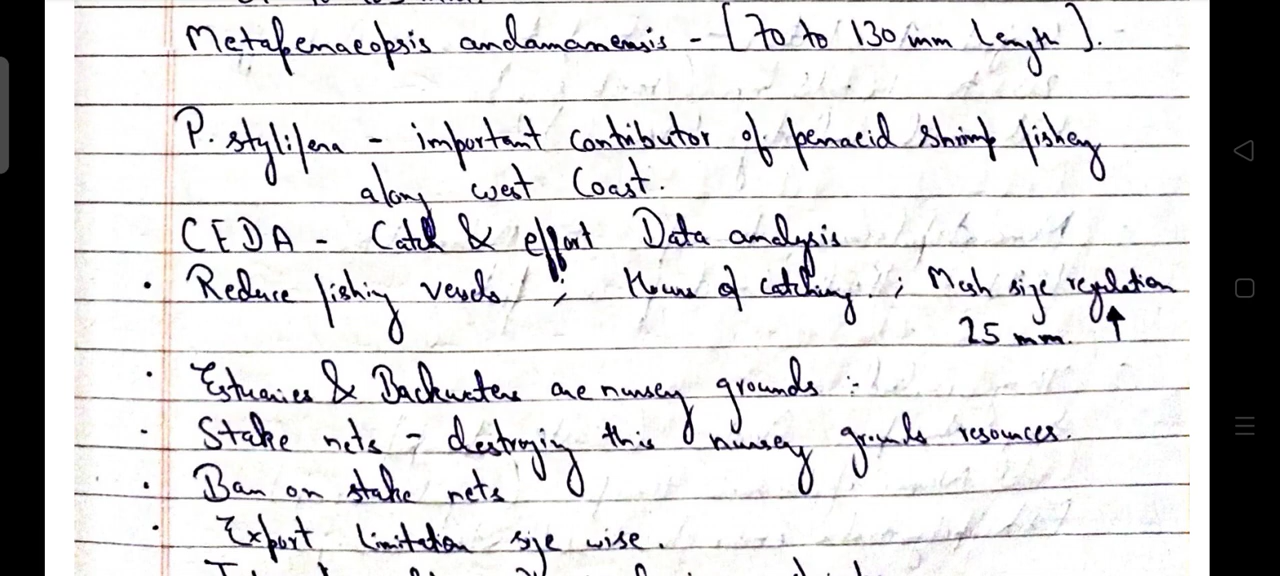 Metapenaeopsis andamanensis - [70 to 130 mm length].
P. stylifera - important contributor of penaeid shrimp fishery
along west coast.
CEDA - Catch & effort Data analysis
• Reduce fishing vessels ; Hours of catching. ; Mesh size regulation
25 mm. ↑
• Estuaries & Backwaters are nursery grounds :-
• Stake nets - destroying this nursery grounds resources.
• Ban on stake nets
• Export limitation size wise.